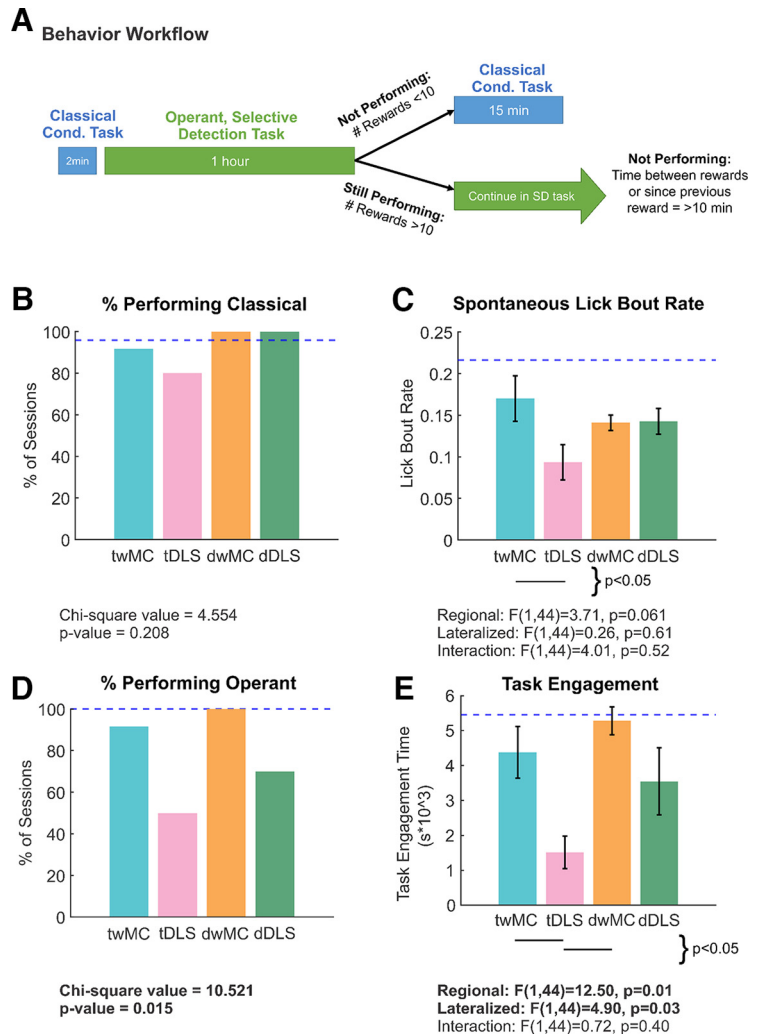 A
Behavior Workflow
Classical
Cond. Task
Operant, Selective
Detection Task
2min
1 hour
Not Performing:
# Rewards <10
Still Performing:
# Rewards >10
Classical
Cond. Task
15 min
Continue in SD task
Not Performing:
Time between rewards
or since previous
reward = >10 min
B
% Performing Classical
% of Sessions
100
80
60
40
20
0
twMC tDLS dwMC dDLS
Chi-square value = 4.554
p-value = 0.208
C
Spontaneous Lick Bout Rate
Lick Bout Rate
0.25
0.2
0.15
0.1
0.05
0
twMC tDLS dwMC dDLS
} p<0.05
Regional: F(1,44)=3.71, p=0.061
Lateralized: F(1,44)=0.26, p=0.61
Interaction: F(1,44)=4.01, p=0.52
D
% Performing Operant
% of Sessions
100
80
60
40
20
0
twMC tDLS dwMC dDLS
Chi-square value = 10.521
p-value = 0.015
E
Task Engagement
Task Engagement Time
(s*10^3)
6
5
4
3
2
1
0
twMC tDLS dwMC dDLS
} p<0.05
Regional: F(1,44)=12.50, p=0.01
Lateralized: F(1,44)=4.90, p=0.03
Interaction: F(1,44)=0.72, p=0.40